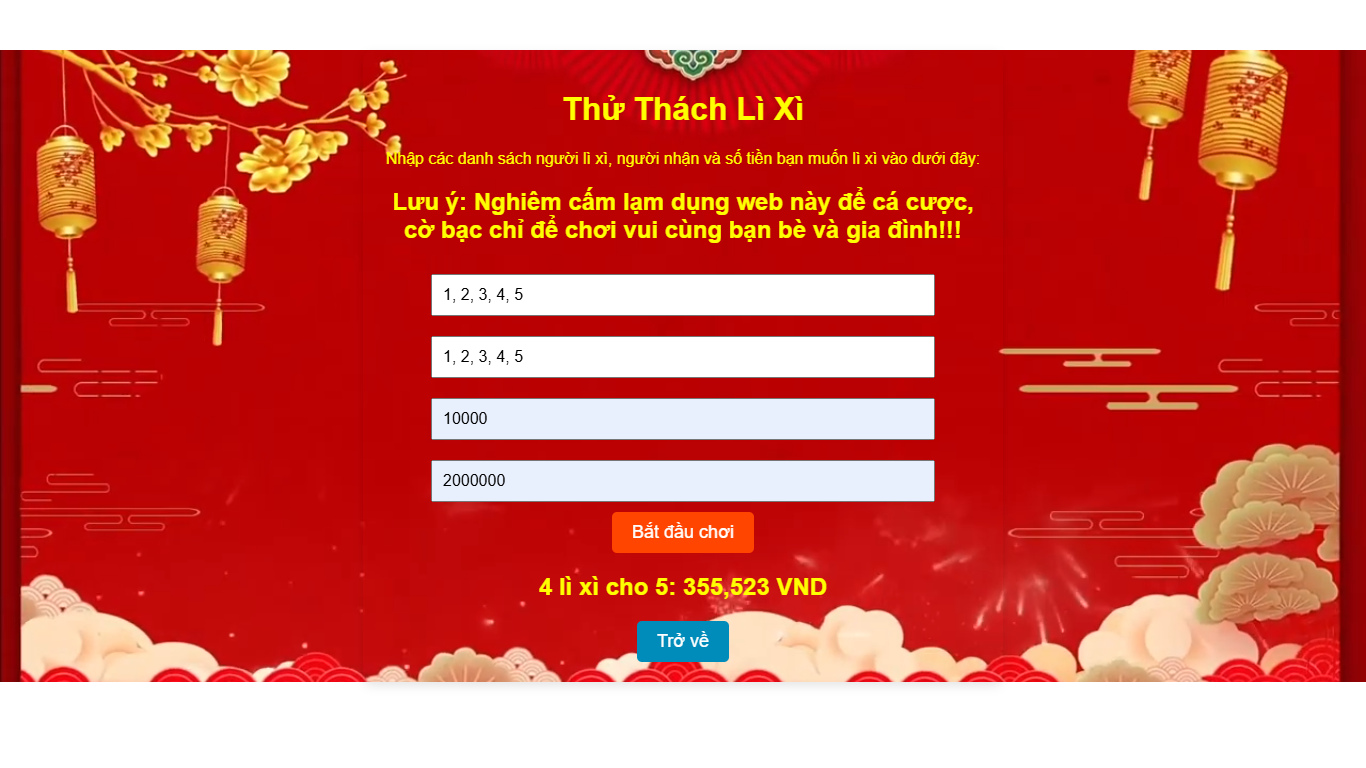 Thử Thách Lì Xì
Nhập các danh sách người lì xì, người nhận và số tiền bạn muốn lì xì vào dưới đây:
Lưu ý: Nghiêm cấm lạm dụng web này để cá cược,
cờ bạc chỉ để chơi vui cùng bạn bè và gia đình!!!
1, 2, 3, 4, 5
1, 2, 3, 4, 5
10000
2000000
Bắt đầu chơi
4 lì xì cho 5: 355,523 VND
Trở về